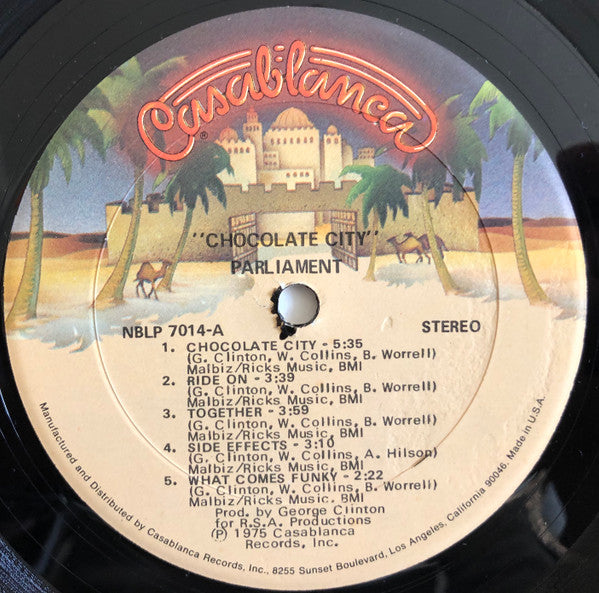 Casablanca
®
"CHOCOLATE CITY"
PARLIAMENT
NBLP 7014-A
STEREO
1. CHOCOLATE CITY - 5:35
(G. Clinton, W. Collins, B. Worrell)
Malbiz/Ricks Music, BMI
2. RIDE ON - 3:39
(G. Clinton, W. Collins, B. Worrell)
Malbiz/Ricks Music, BMI
3. TOGETHER - 3:59
(G. Clinton, W. Collins, B. Worrell)
Malbiz/Ricks Music, BMI
4. SIDE EFFECTS - 3:10
(G. Clinton, W. Collins, A. Hilson)
Malbiz/Ricks Music, BMI
5. WHAT COMES FUNKY - 2:22
(G. Clinton, W. Collins, B. Worrell)
Malbiz/Ricks Music. BMI
Prod. by George Clinton
for R.S.A. Productions
(P) 1975 Casablanca
Records, Inc.
Manufactured and Distributed by Casablanca Records, Inc., 8255 Sunset Boulevard, Los Angeles, California 90046. Made in U.S.A.